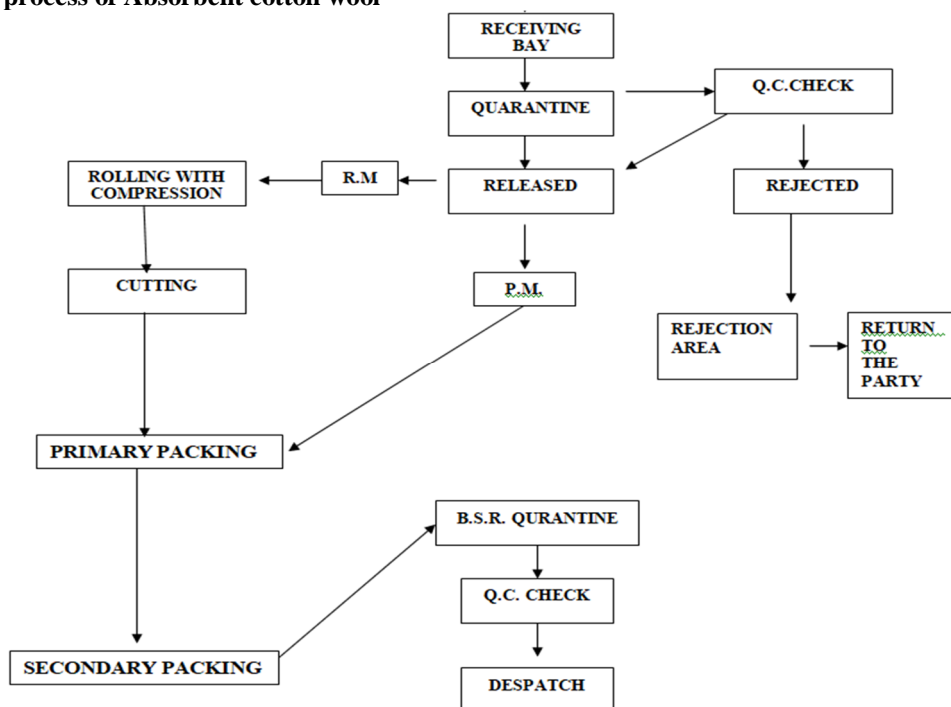 process of Absorbent cotton wool
RECEIVING
BAY
QUARANTINE
Q.C.CHECK
ROLLING WITH
COMPRESSION
R.M
RELEASED
REJECTED
CUTTING
P.M.
REJECTION
AREA
RETURN
TO
THE
PARTY
PRIMARY PACKING
B.S.R. QURANTINE
Q.C. CHECK
SECONDARY PACKING
DESPATCH